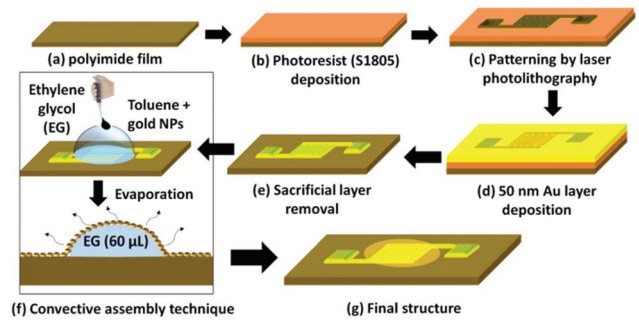 (a) polyimide film
(b) Photoresist (S1805)
deposition
(c) Patterning by laser
photolithography
(d) 50 nm Au layer
deposition
(e) Sacrificial layer
removal
Ethylene
glycol
(EG)
Toluene +
gold NPs
Evaporation
EG (60 μL)
(f) Convective assembly technique
(g) Final structure